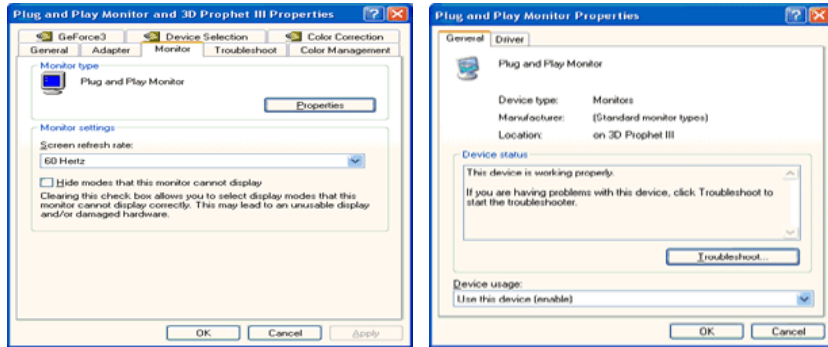 Plug and Play Monitor and 3D Prophet III Properties
GeForce3 Device Selection Color Correction
General Adapter Monitor Troubleshoot Color Management
Monitor type
Plug and Play Monitor
Properties
Monitor settings
Screen refresh rate:
60 Hertz
Hide modes that this monitor cannot display
Clearing this check box allows you to select display modes that this
monitor cannot display correctly. This may lead to an unusable display
and/or damaged hardware.
OK Cancel Apply
Plug and Play Monitor Properties
General Driver
Plug and Play Monitor
Device type: Monitors
Manufacturer: (Standard monitor types)
Location: on 3D Prophet III
Device status
This device is working properly.
If you are having problems with this device, click Troubleshoot to
start the troubleshooter.
Troubleshoot...
Device usage:
Use this device (enable)
OK Cancel